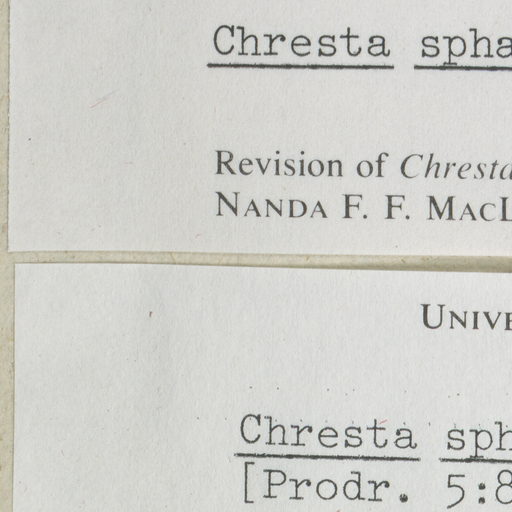 Chresta spha
Revision of Chresta
NANDA F. F. MACL
UNIVE
Chresta sph
[Prodr. 5:8